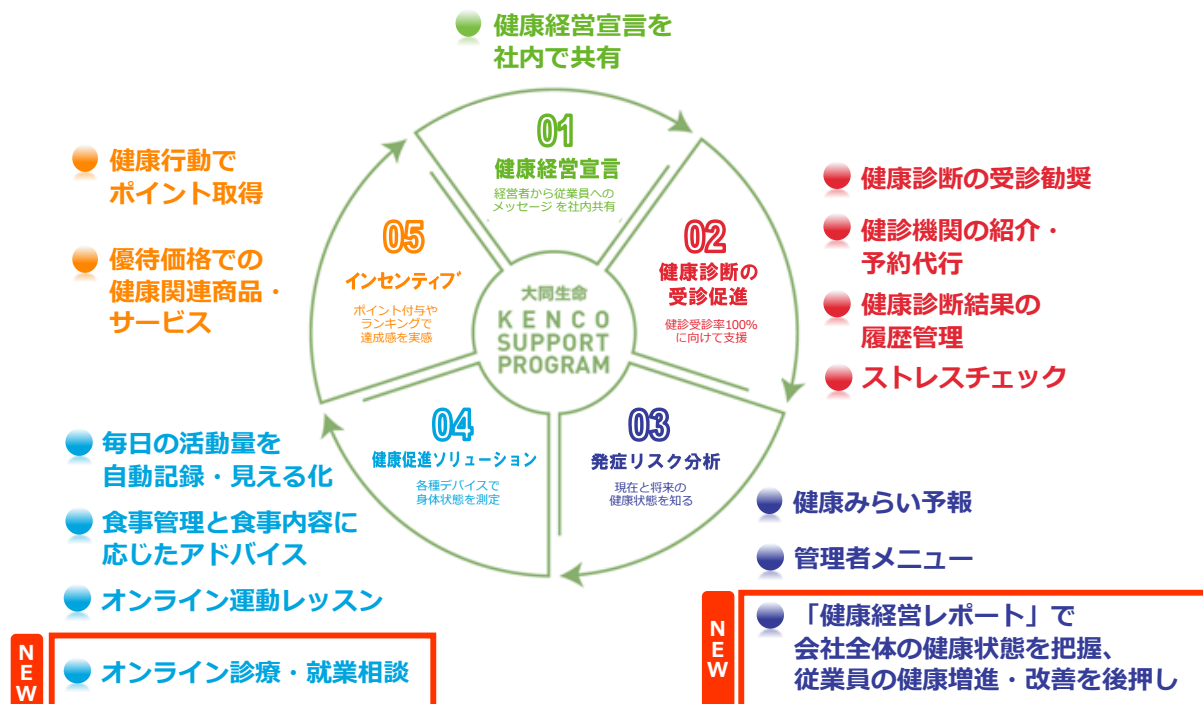 健康経営宣言を
社内で共有
01
健康経営宣言
経営者から従業員への
メッセージ を社内共有
健康行動で
ポイント取得
優待価格での
健康関連商品・
サービス
05
インセンティブ
ポイント付与や
ランキングで
達成感を実感
02
健康診断の
受診促進
健診受診率100%
に向けて支援
健康診断の受診勧奨
健診機関の紹介・
予約代行
健康診断結果の
履歴管理
ストレスチェック
大同生命
KENCO
SUPPORT
PROGRAM
04
健康促進ソリューション
各種デバイスで
身体状態を測定
03
発症リスク分析
現在と将来の
健康状態を知る
毎日の活動量を
自動記録・見える化
食事管理と食事内容に
応じたアドバイス
オンライン運動レッスン
NEW
オンライン診療・就業相談
健康みらい予報
管理者メニュー
NEW
「健康経営レポート」で
会社全体の健康状態を把握、
従業員の健康増進・改善を後押し